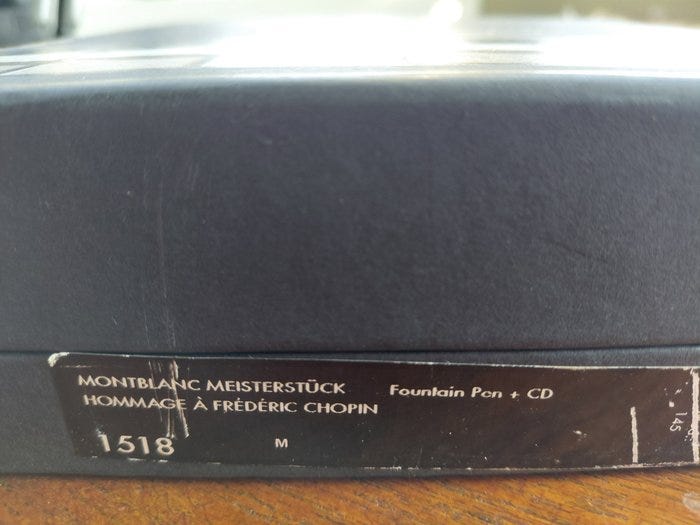 MONTBLANC MEISTERSTÜCK Fountain Pen + CD
HOMMAGE À FRÉDÉRIC CHOPIN
1518 M
145